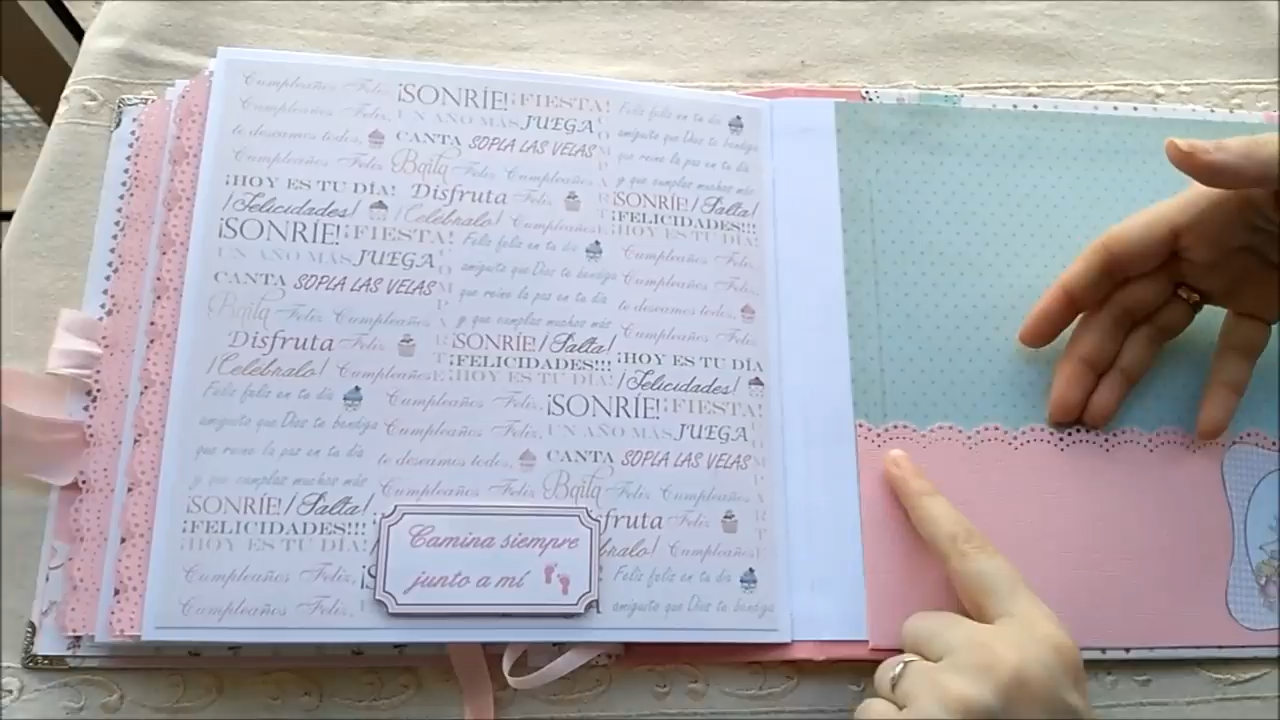 Cumpleaños Feliz ¡SONRÍE! ¡FIESTA! Feliz feliz en tu día
Cumpleaños Feliz, UN AÑO MÁS JUEGA amiguito que Dios te bendiga
te deseamos todos, CANTA SOPLA LAS VELAS que reine la paz en tu día
Cumpleaños Feliz Baila Feliz Cumpleaños y que cumplas muchos más
¡HOY ES TU DÍA! Disfruta Feliz ¡SONRÍE! ¡Salta!
¡Felicidades! ¡Celébralo! Cumpleaños ¡FELICIDADES!!!
¡SONRÍE! ¡FIESTA! Feliz feliz en tu día ¡HOY ES TU DÍA!
UN AÑO MÁS JUEGA amiguito que Dios te bendiga Cumpleaños Feliz,
CANTA SOPLA LAS VELAS que reine la paz en tu día Cumpleaños Feliz,
Baila Feliz Cumpleaños y que cumplas muchos más te deseamos todos,
Disfruta Feliz ¡SONRÍE! ¡Salta! Cumpleaños Feliz
¡Celébralo! Cumpleaños ¡FELICIDADES!!! ¡HOY ES TU DÍA
¡HOY ES TU DÍA! ¡Felicidades!
Feliz feliz en tu día Cumpleaños Feliz, ¡SONRÍE! ¡FIESTA!
amiguito que Dios te bendiga Cumpleaños Feliz, UN AÑO MÁS JUEGA
que reine la paz en tu día te deseamos todos, CANTA SOPLA LAS VELAS
y que cumplas muchos más Cumpleaños Feliz Baila Feliz Cumpleaños
¡SONRÍE! ¡Salta! fruta Feliz
¡FELICIDADES!!! bralo! Cumpleaños
¡HOY ES TU DÍA!
Cumpleaños Feliz, ¡S Feliz feliz en tu día
Cumpleaños Feliz, amiguito que Dios te bendiga
Camina siempre
junto a mí